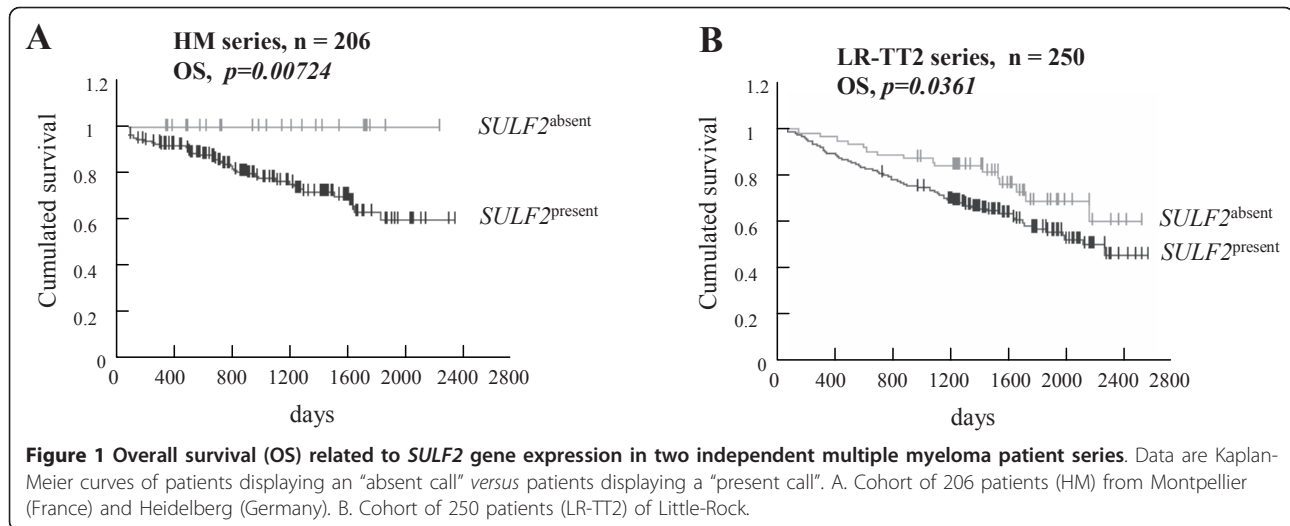 A
HM series, n = 206
OS, p=0.00724
Cumulated survival
1.2
1
0.8
0.6
0.4
0.2
0
0 400 800 1200 1600 2000 2400 2800
days
SULF2absent
SULF2present
B
LR-TT2 series, n = 250
OS, p=0.0361
Cumulated survival
1.2
1
0.8
0.6
0.4
0.2
0
0 400 800 1200 1600 2000 2400 2800
days
SULF2absent
SULF2present
Figure 1 Overall survival (OS) related to SULF2 gene expression in two independent multiple myeloma patient series. Data are Kaplan-
Meier curves of patients displaying an "absent call" versus patients displaying a "present call". A. Cohort of 206 patients (HM) from Montpellier
(France) and Heidelberg (Germany). B. Cohort of 250 patients (LR-TT2) of Little-Rock.